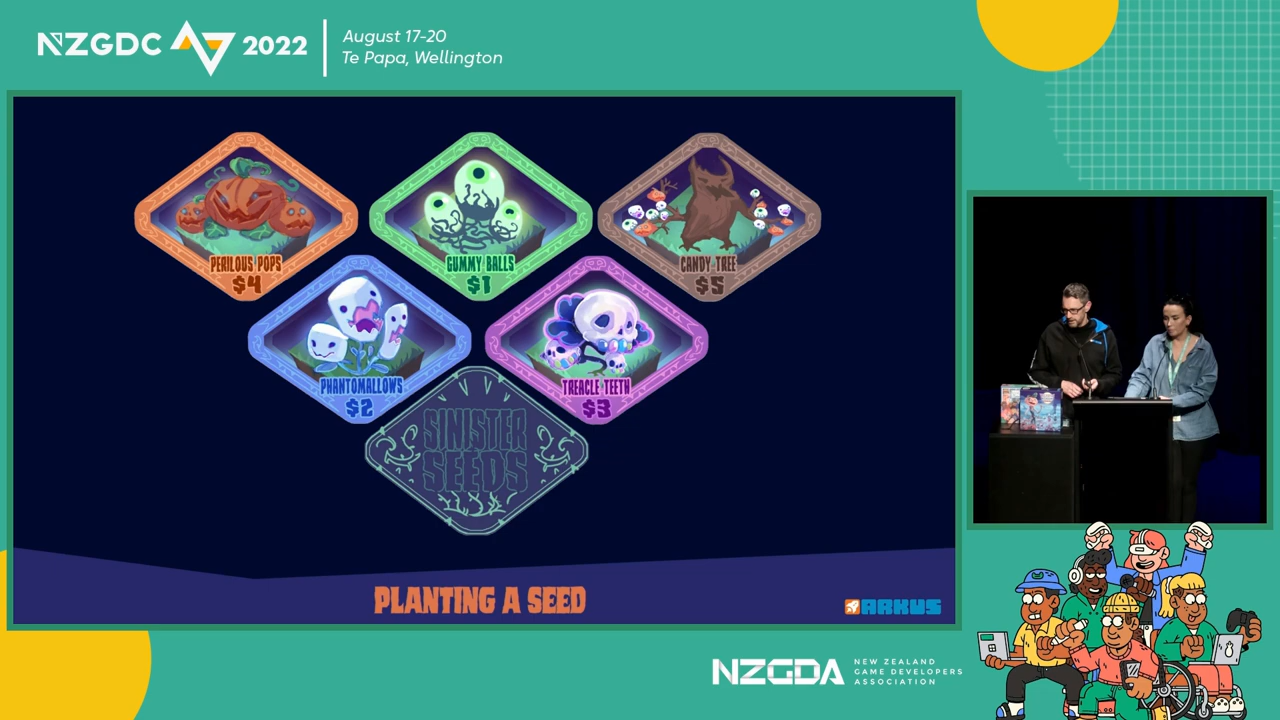 NZGDC 2022
August 17-20
Te Papa, Wellington
PERILOUS POPS
$4
GUMMY BALLS
$1
CANDY TREE
$5
PHANTOMALLOWS
$2
TREACLE TEETH
$3
SINISTER
SEEDS
PLANTING A SEED
ARKUS
NZGDA
NEW ZEALAND
GAME DEVELOPERS
ASSOCIATION